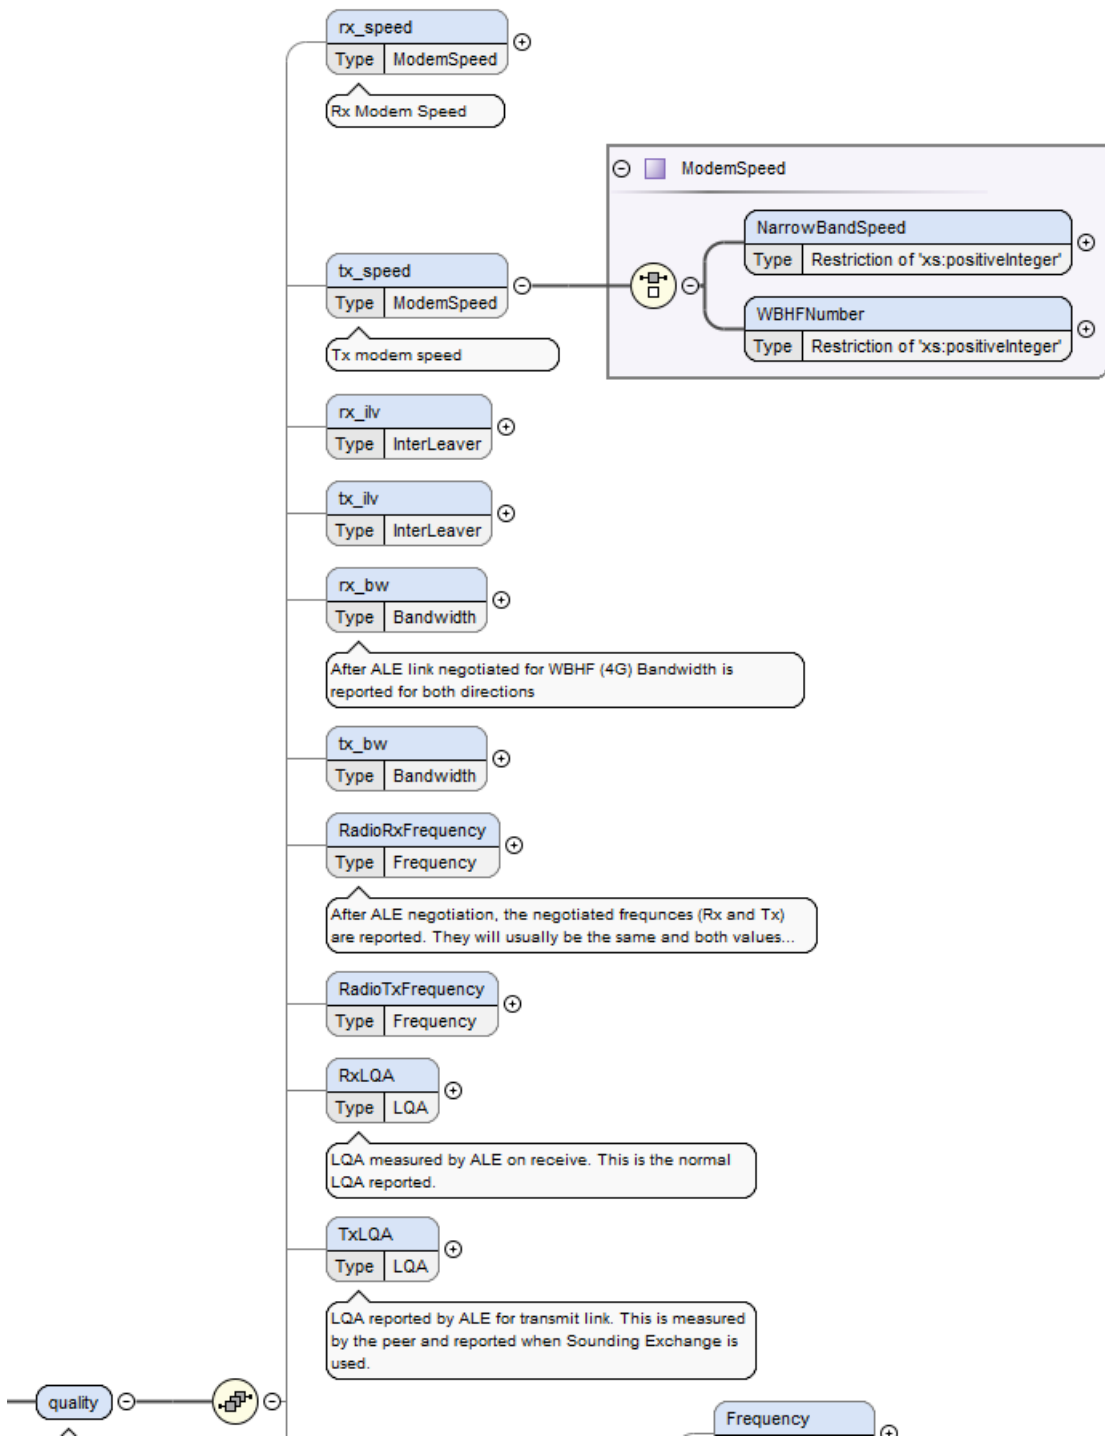 rx_speed
Type ModemSpeed
Rx Modem Speed
ModemSpeed
NarrowBandSpeed
Type Restriction of 'xs:positiveInteger'
tx_speed
Type ModemSpeed
WBHFNumber
Type Restriction of 'xs:positiveInteger'
Tx modem speed
rx_ilv
Type InterLeaver
tx_ilv
Type InterLeaver
rx_bw
Type Bandwidth
After ALE link negotiated for WBHF (4G) Bandwidth is
reported for both directions
tx_bw
Type Bandwidth
RadioRxFrequency
Type Frequency
After ALE negotiation, the negotiated frequnces (Rx and Tx)
are reported. They will usually be the same and both values...
RadioTxFrequency
Type Frequency
RxLQA
Type LQA
LQA measured by ALE on receive. This is the normal
LQA reported.
TxLQA
Type LQA
LQA reported by ALE for transmit link. This is measured
by the peer and reported when Sounding Exchange is
used.
quality
Frequency